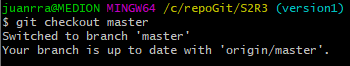 juanrra@MEDION MINGW64 /c/repoGit/S2R3 (version1)
$ git checkout master
Switched to branch 'master'
Your branch is up to date with 'origin/master'.